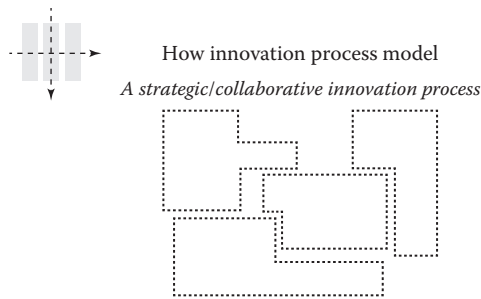 How innovation process model
A strategic/collaborative innovation process